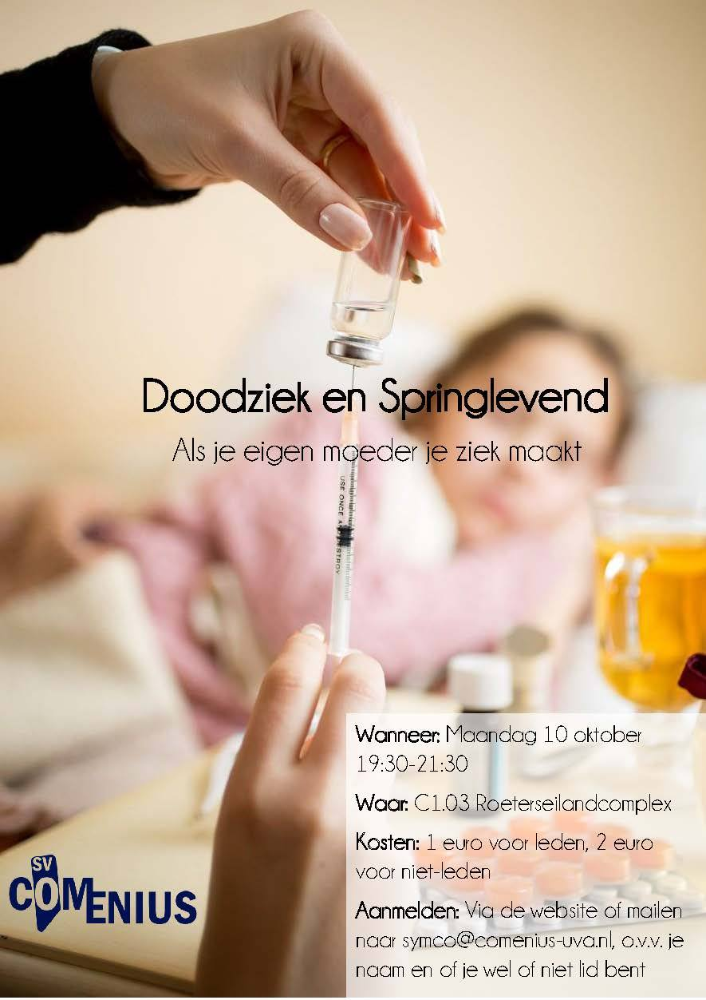 Doodziek en Springlevend
Als je eigen moeder je ziek maakt
USE ONCE AND DESTROY
Wanneer: Maandag 10 oktober
19:30-21:30
Waar: C1.03 Roeterseilandcomplex
Kosten: 1 euro voor leden, 2 euro
voor niet-leden
Aanmelden: Via de website of mailen
naar symco@comenius-uva.nl, o.v.v. je
naam en of je wel of niet lid bent
SV
COMENIUS